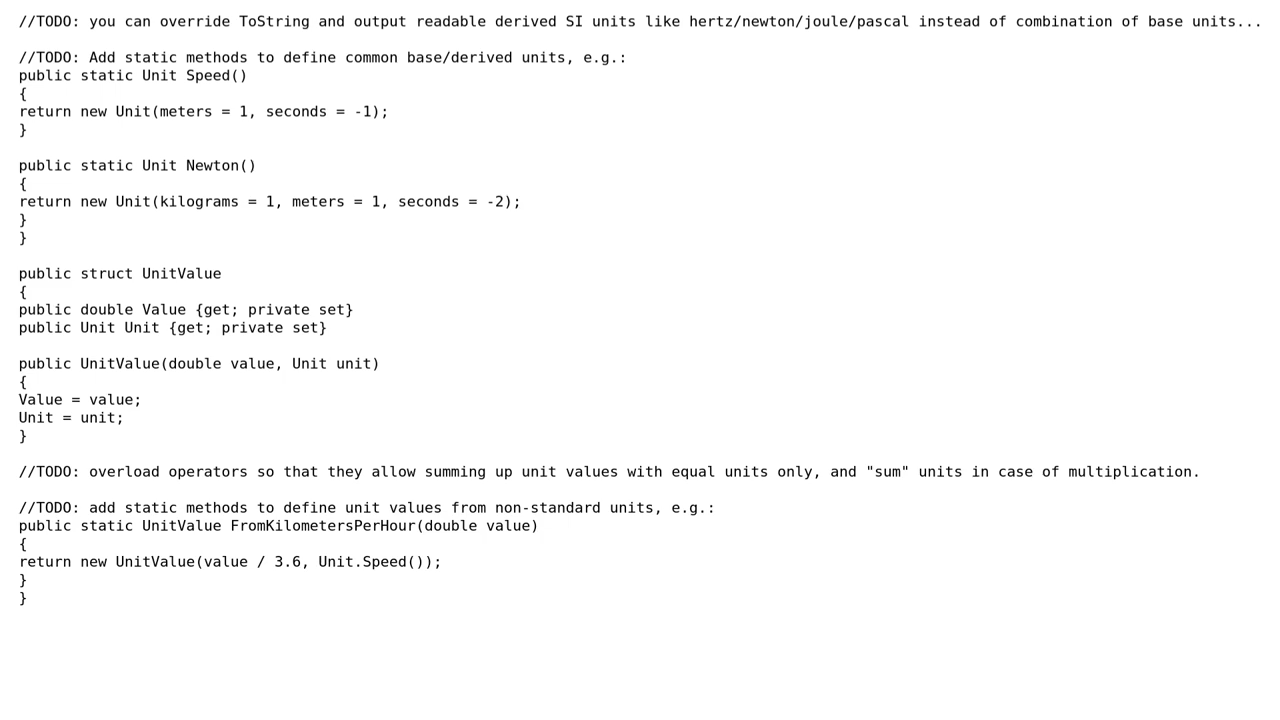 //TODO: you can override ToString and output readable derived SI units like hertz/newton/joule/pascal instead of combination of base units...
//TODO: Add static methods to define common base/derived units, e.g.:
public static Unit Speed()
{
return new Unit(meters = 1, seconds = -1);
}
public static Unit Newton()
{
return new Unit(kilograms = 1, meters = 1, seconds = -2);
}
}
public struct UnitValue
{
public double Value {get; private set}
public Unit Unit {get; private set}
public UnitValue(double value, Unit unit)
{
Value = value;
Unit = unit;
}
//TODO: overload operators so that they allow summing up unit values with equal units only, and "sum" units in case of multiplication.
//TODO: add static methods to define unit values from non-standard units, e.g.:
public static UnitValue FromKilometersPerHour(double value)
{
return new UnitValue(value / 3.6, Unit.Speed());
}
}